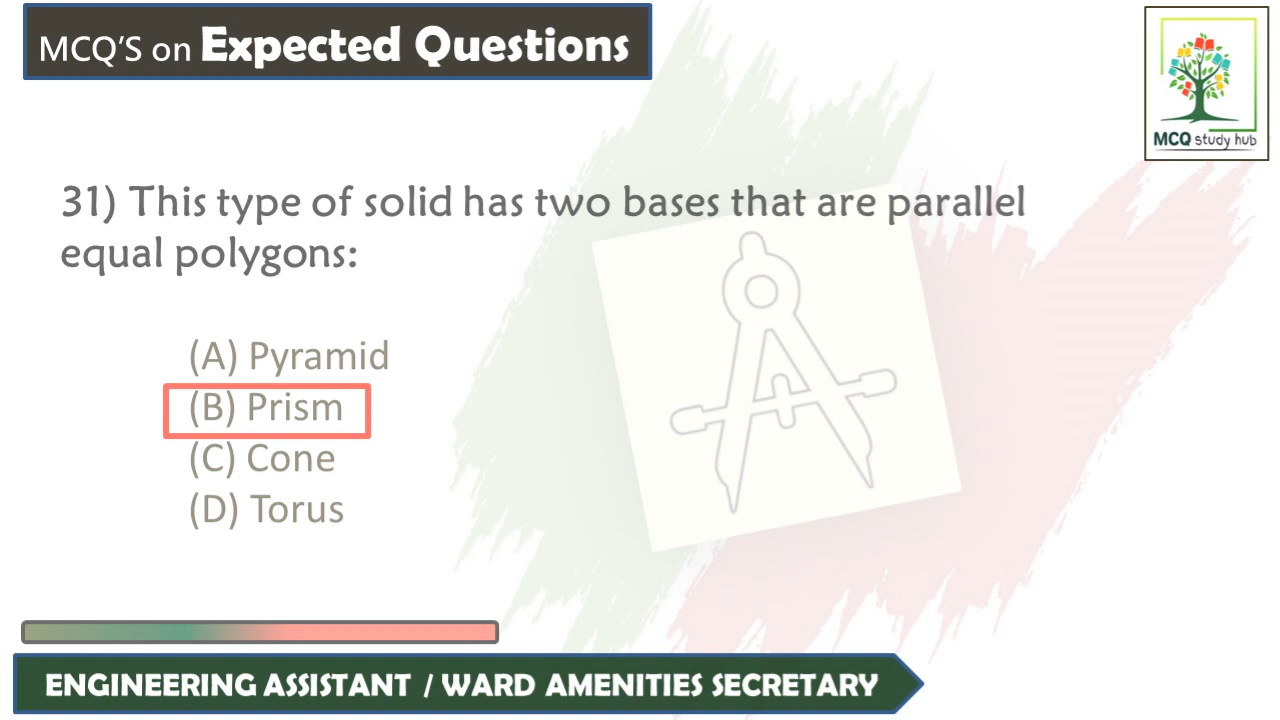 MCQ'S on Expected Questions
MCQ study hub
31) This type of solid has two bases that are parallel
equal polygons:
(A) Pyramid
(B) Prism
(C) Cone
(D) Torus
ENGINEERING ASSISTANT / WARD AMENITIES SECRETARY